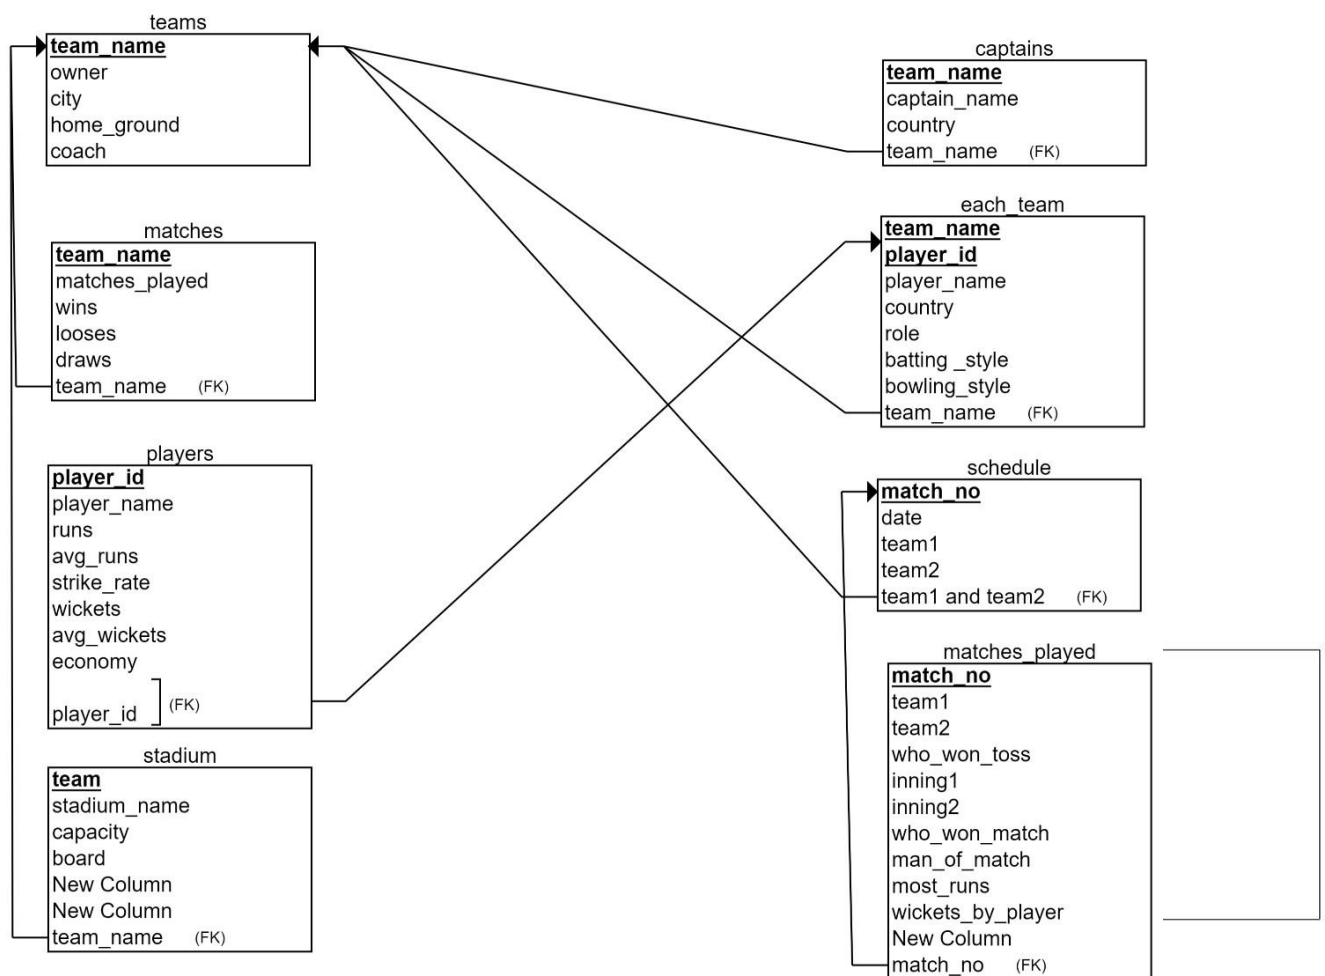 teams
team_name
owner
city
home_ground
coach
matches
team_name
matches_played
wins
looses
draws
team_name (FK)
players
player_id
player_name
runs
avg_runs
strike_rate
wickets
avg_wickets
economy
(FK)
player_id
stadium
team
stadium_name
capacity
board
New Column
New Column
team_name (FK)
captains
team_name
captain_name
country
team_name (FK)
each_team
team_name
player_id
player_name
country
role
batting _style
bowling_style
team_name (FK)
schedule
match_no
date
team1
team2
team1 and team2 (FK)
matches_played
match_no
team1
team2
who_won_toss
inning1
inning2
who_won_match
man_of_match
most_runs
wickets_by_player
New Column
match_no (FK)